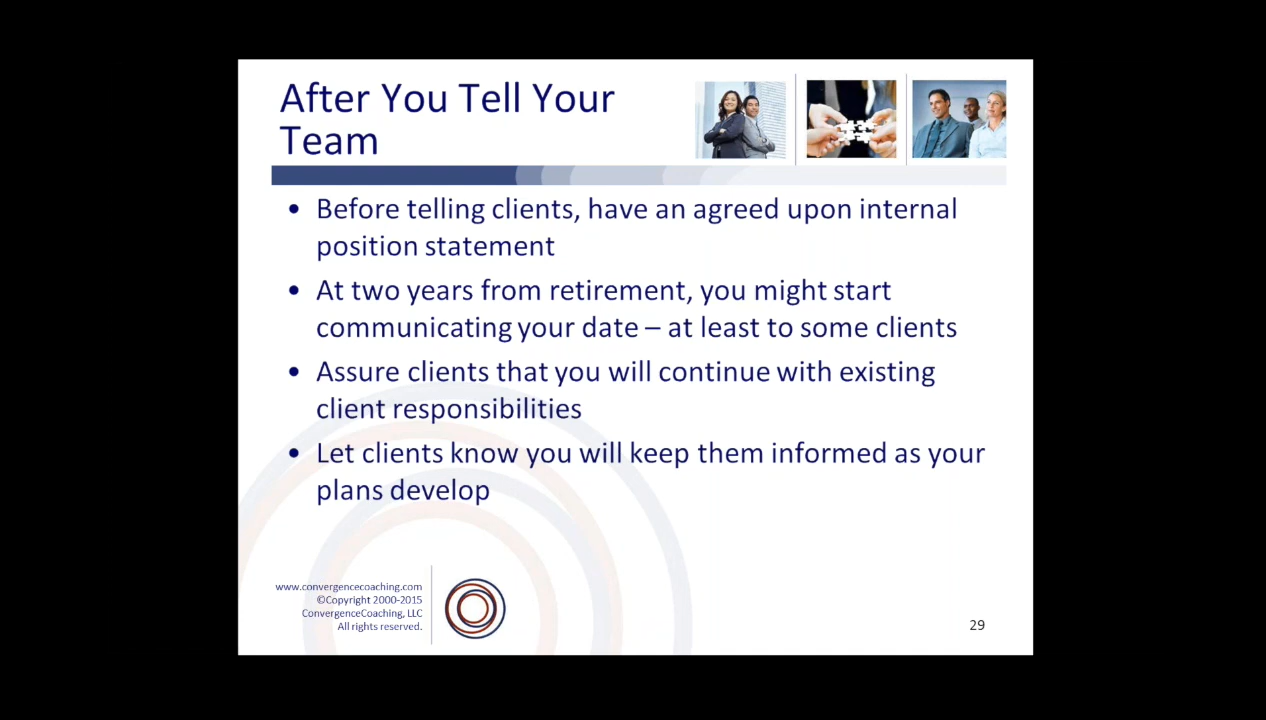 After You Tell Your
Team
• Before telling clients, have an agreed upon internal
position statement
• At two years from retirement, you might start
communicating your date – at least to some clients
• Assure clients that you will continue with existing
client responsibilities
• Let clients know you will keep them informed as your
plans develop
www.convergencecoaching.com
©Copyright 2000-2015
ConvergenceCoaching, LLC
All rights reserved.
29